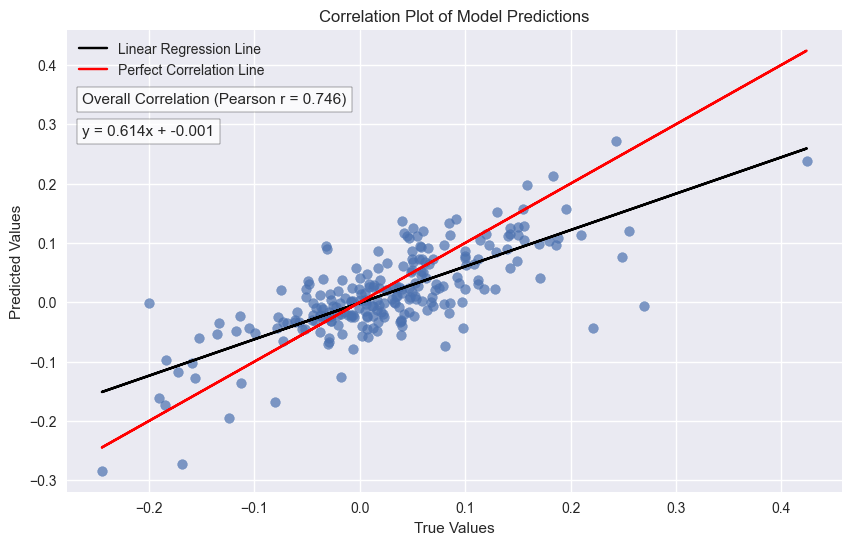 Correlation Plot of Model Predictions
Linear Regression Line
Perfect Correlation Line
Overall Correlation (Pearson r = 0.746)
y = 0.614x + -0.001
Predicted Values
0.4
0.3
0.2
0.1
0.0
−0.1
−0.2
−0.3
−0.2
−0.1
0.0
0.1
0.2
0.3
0.4
True Values